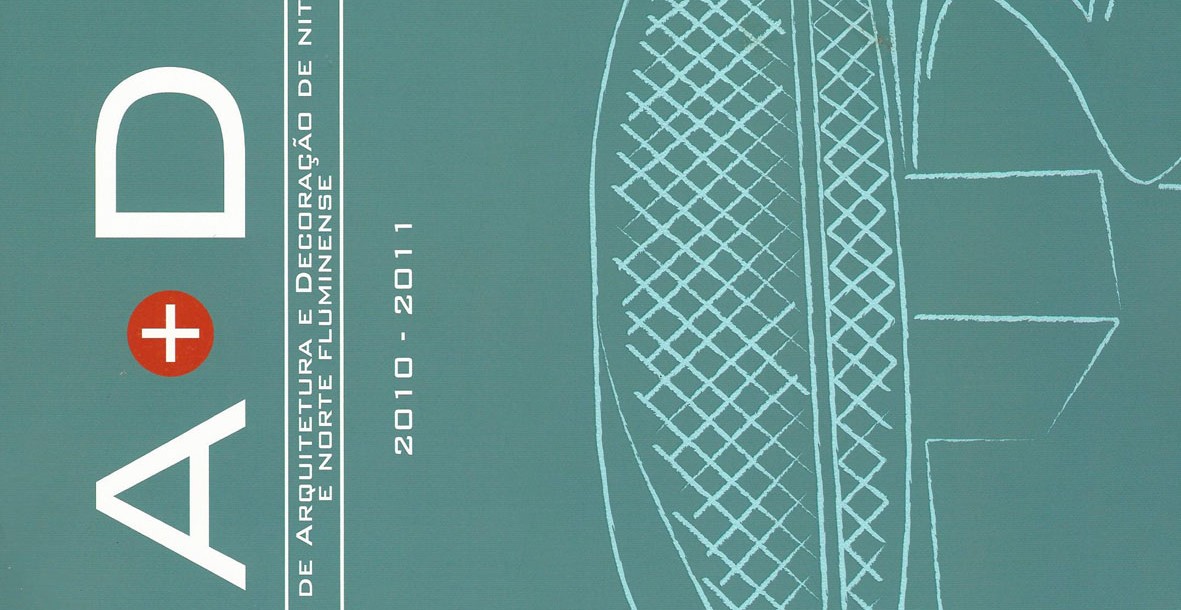 A+D
DE ARQUITETURA E DECORAÇÃO DE NIT
E NORTE FLUMINENSE
2010 - 2011